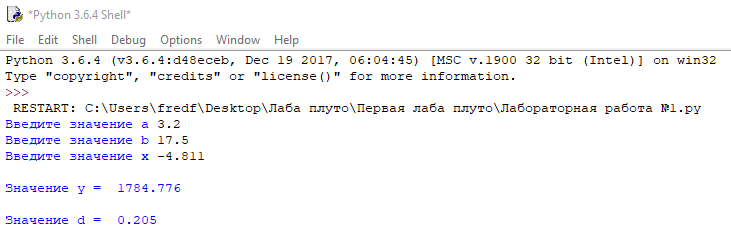 *Python 3.6.4 Shell*
File Edit Shell Debug Options Window Help
Python 3.6.4 (v3.6.4:d48eceb, Dec 19 2017, 06:04:45) [MSC v.1900 32 bit (Intel)] on win32
Type "copyright", "credits" or "license()" for more information.
>>>
RESTART: C:\Users\fredf\Desktop\Лаба плуто\Первая лаба плуто\Лабораторная работа №1.py
Введите значение a 3.2
Введите значение b 17.5
Введите значение x -4.811
Значение y =  1784.776
Значение d =  0.205